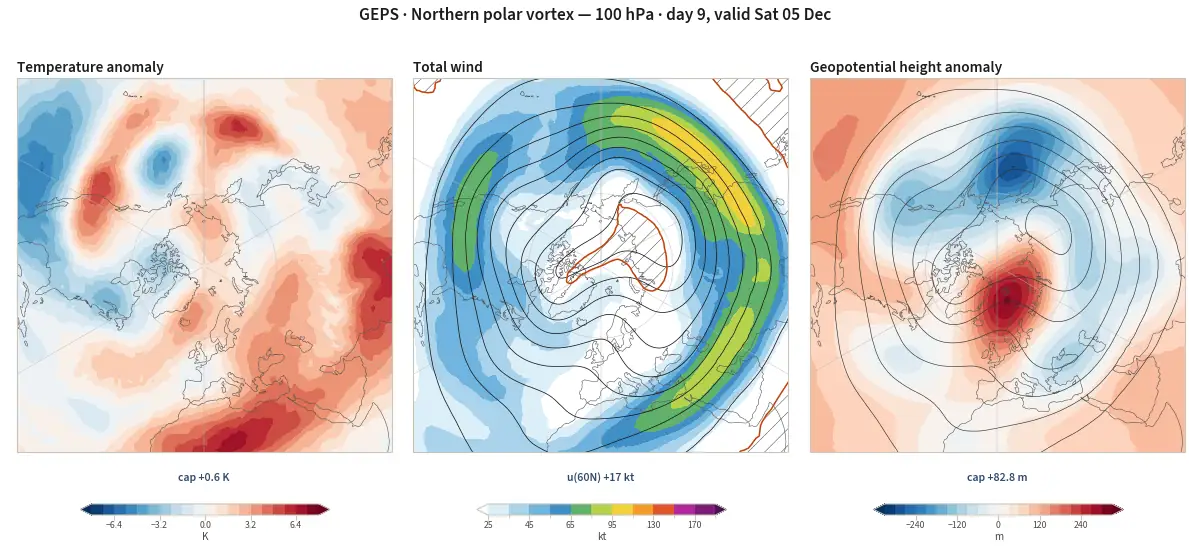 GEPS · Northern polar vortex — 100 hPa · day 9, valid Sat 05 Dec
Temperature anomaly
Total wind
Geopotential height anomaly
cap +0.6 K
u(60N) +17 kt
cap +82.8 m
−6.4 −3.2 0.0 3.2 6.4
K
25 45 65 95 130 170
kt
−240 −120 0 120 240
m